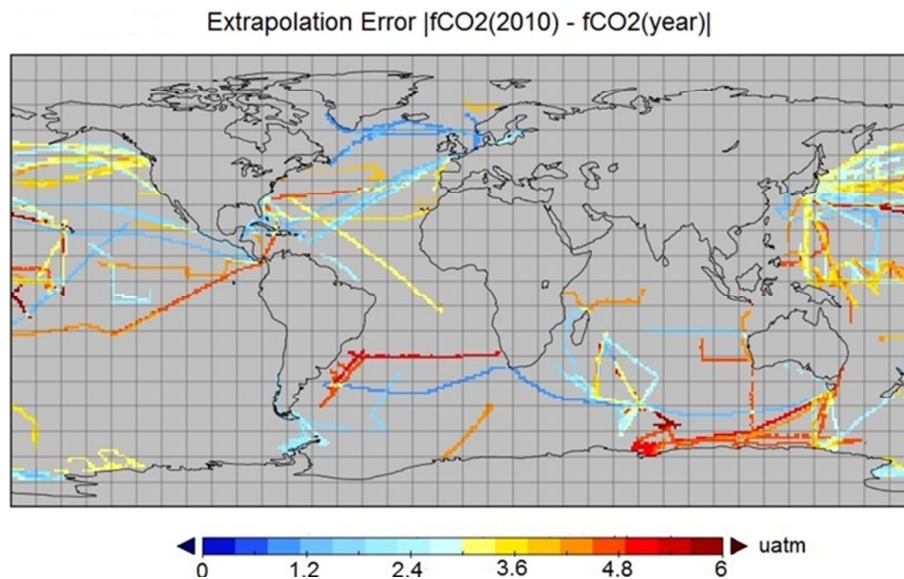 Extrapolation Error |fCO2(2010) - fCO2(year)|
0 1.2 2.4 3.6 4.8 6 uatm